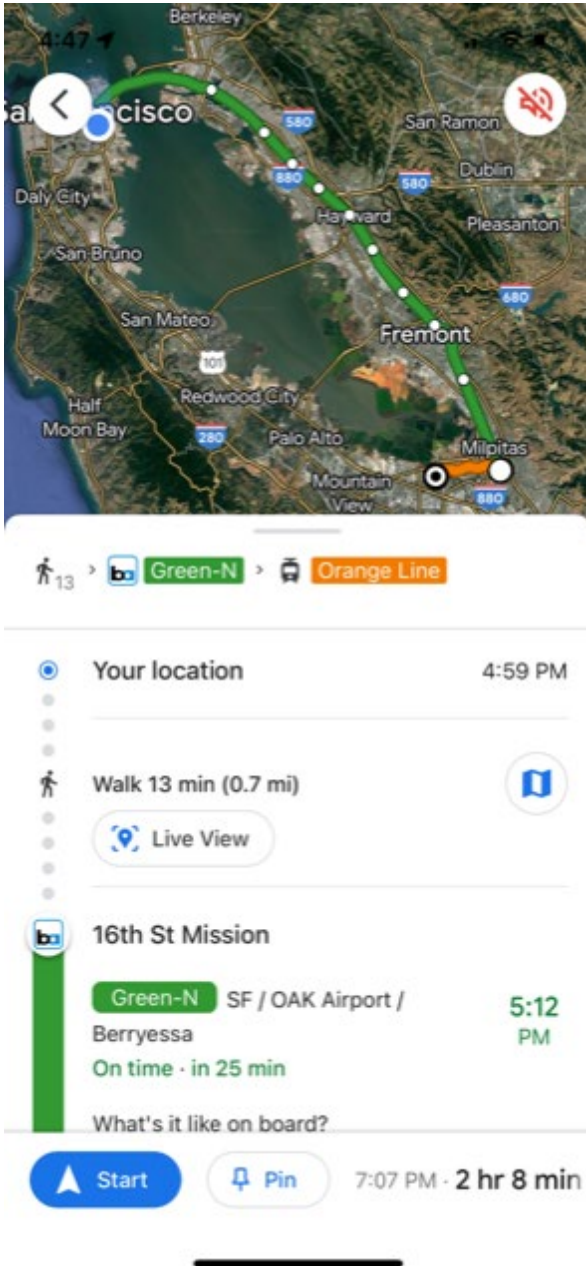 Berkeley
4:47
San Francisco
580
San Ramon
880
580
Dublin
Daly City
Hayward
Pleasanton
San Bruno
680
San Mateo
Fremont
101
Redwood City
Half
Moon Bay
280
Palo Alto
Milpitas
Mountain
View
880
13 > ba Green-N > Orange Line
Your location 4:59 PM
Walk 13 min (0.7 mi)
Live View
ba 16th St Mission
Green-N SF / OAK Airport /
Berryessa
5:12
PM
On time · in 25 min
What's it like on board?
Start Pin 7:07 PM · 2 hr 8 min